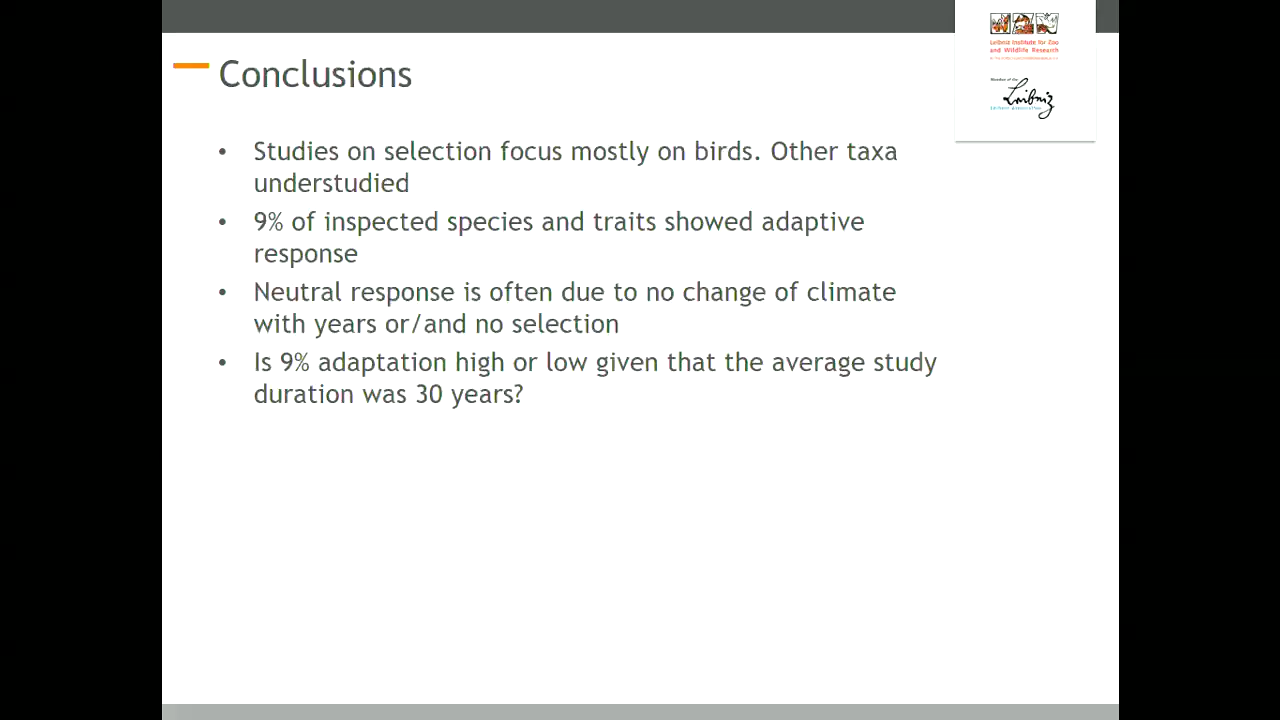 Leibniz Institute for Zoo
and Wildlife Research
Member of the
Leibniz
Conclusions
• Studies on selection focus mostly on birds. Other taxa
understudied
• 9% of inspected species and traits showed adaptive
response
• Neutral response is often due to no change of climate
with years or/and no selection
• Is 9% adaptation high or low given that the average study
duration was 30 years?